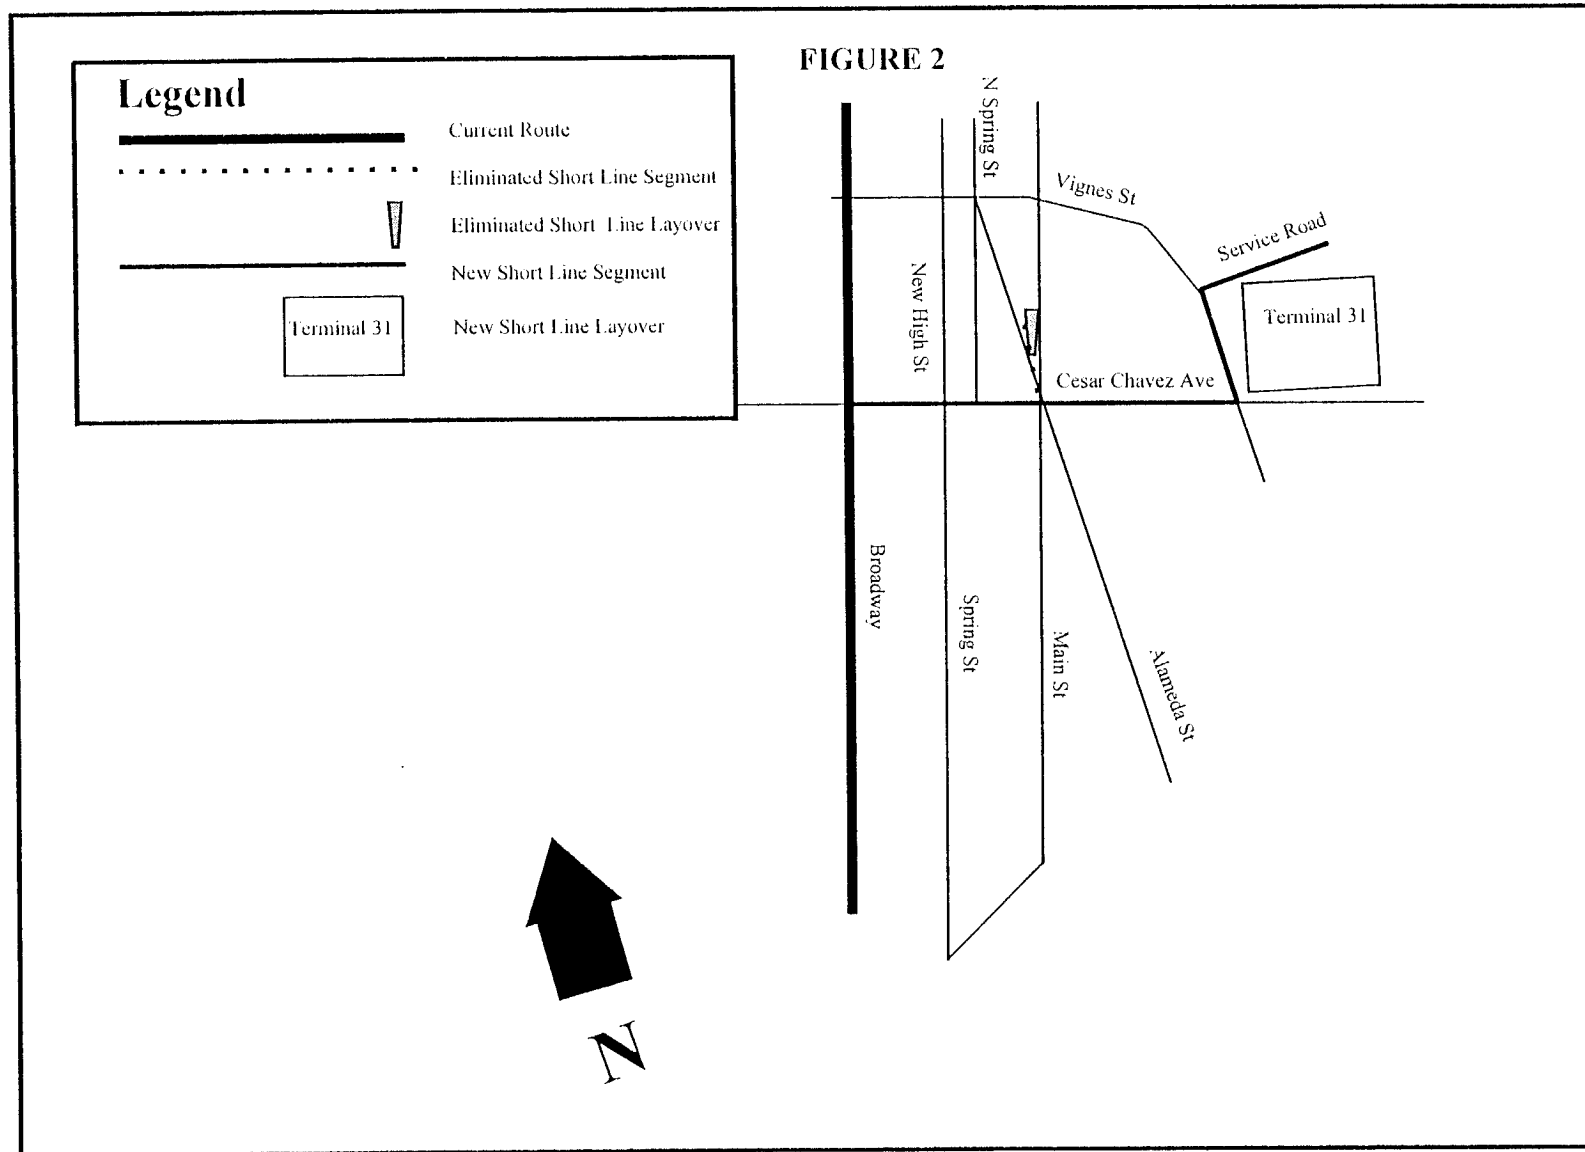 FIGURE 2
Legend
Current Route
Eliminated Short Line Segment
Eliminated Short Line Layover
New Short Line Segment
Terminal 31
New Short Line Layover
N Spring St
Vignes St
Service Road
New High St
Terminal 31
Cesar Chavez Ave
Broadway
Spring St
Main St
Alameda St
N